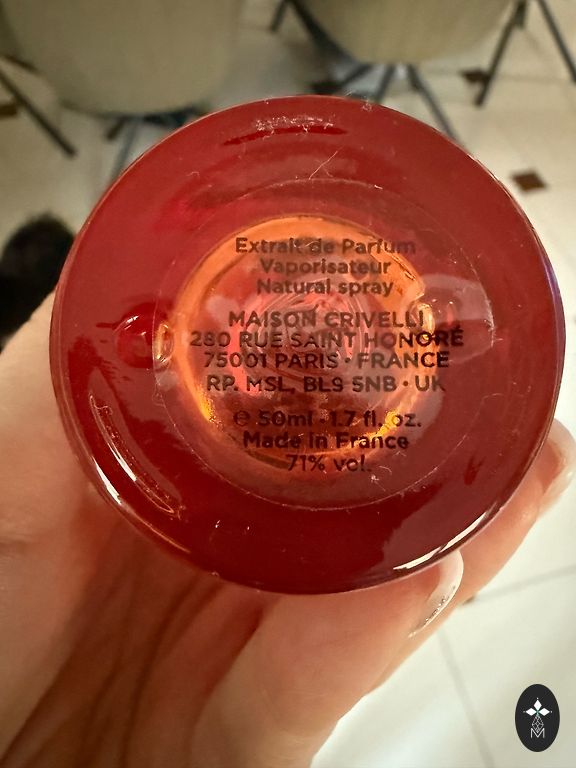 Extrait de Parfum
Vaporisateur
Natural spray
MAISON CRIVELLI
280 RUE SAINT HONORÉ
75001 PARIS • FRANCE
RP. MSL, BL9 5NB • UK
℮ 50ml • 1.7 fl. oz.
Made in France
71% vol.
M